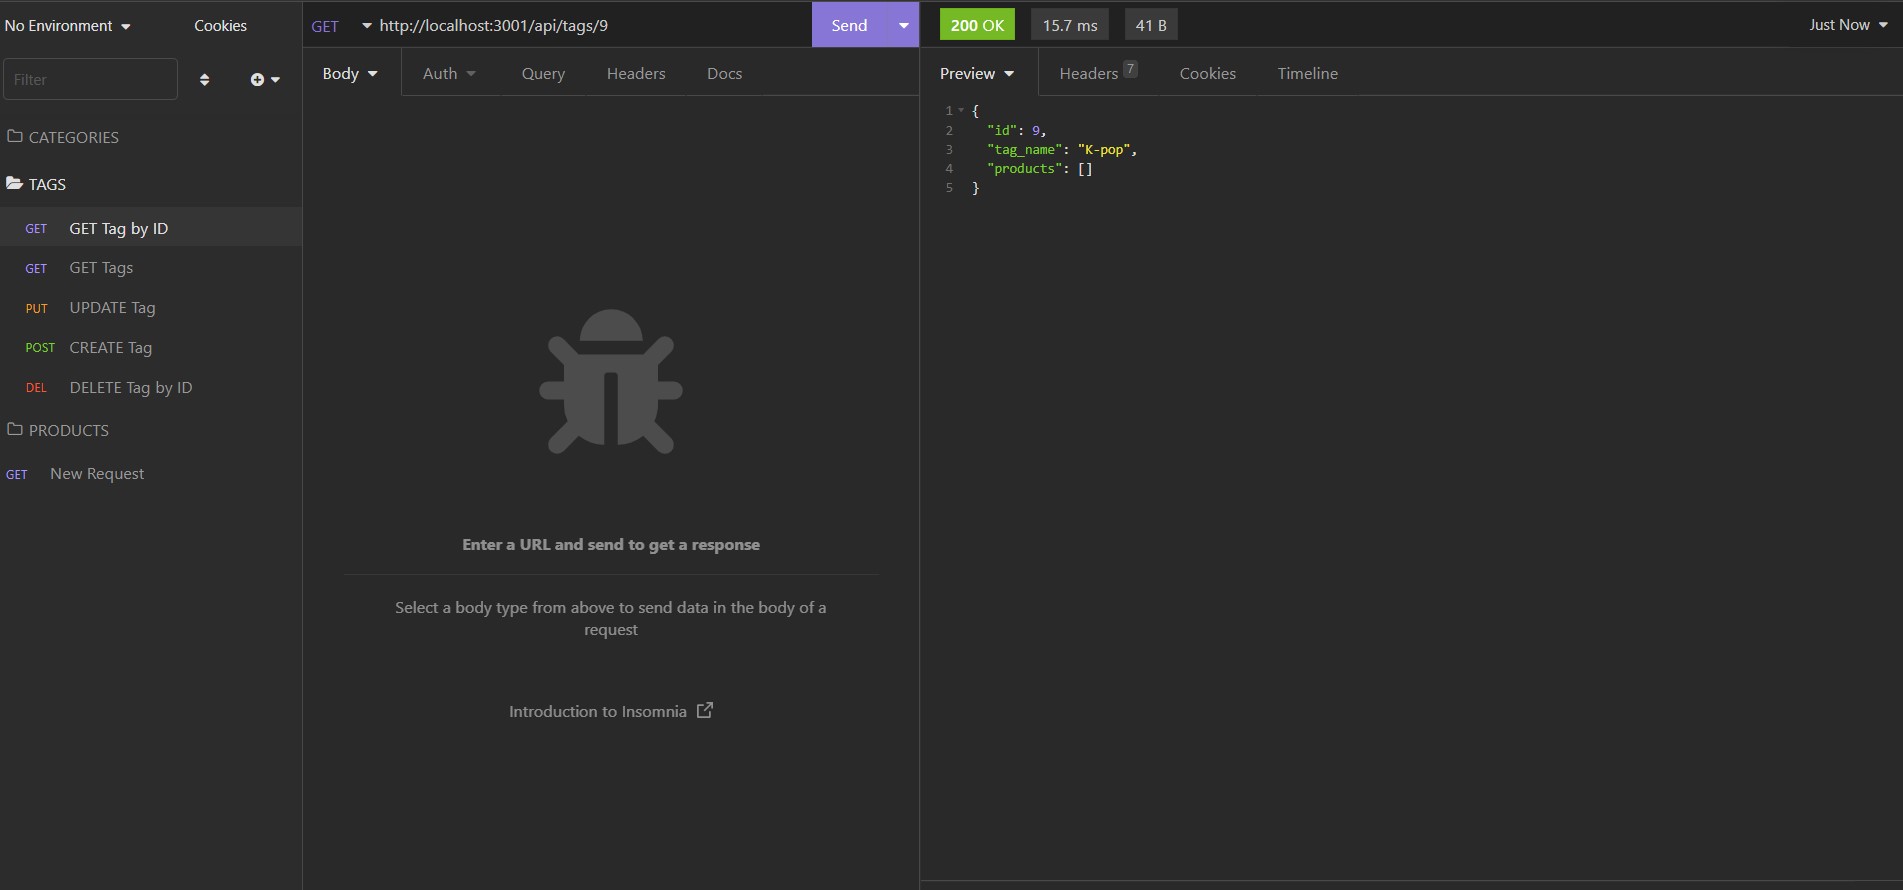 No Environment
Cookies
GET
http://localhost:3001/api/tags/9
Send
200 OK
15.7 ms
41 B
Just Now
Filter
Body
Auth
Query
Headers
Docs
Preview
Headers 7
Cookies
Timeline
CATEGORIES
TAGS
GET GET Tag by ID
GET GET Tags
PUT UPDATE Tag
POST CREATE Tag
DEL DELETE Tag by ID
PRODUCTS
GET New Request
Enter a URL and send to get a response
Select a body type from above to send data in the body of a
request
Introduction to Insomnia
1 {
2 "id": 9,
3 "tag_name": "K-pop",
4 "products": []
5 }